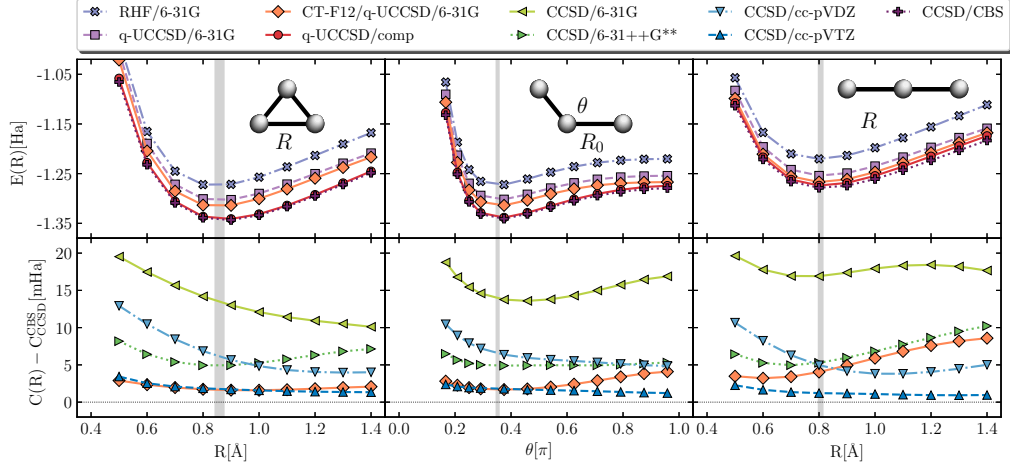 RHF/6-31G CT-F12/q-UCCSD/6-31G CCSD/6-31G CCSD/cc-pVDZ CCSD/CBS
q-UCCSD/6-31G q-UCCSD/comp CCSD/6-31++G** CCSD/cc-pVTZ
E(R)[Ha]
-1.05
-1.15
-1.25
-1.35
R
θ
R₀
R
C(R) − C^CBS_CCSD[mHa]
20
15
10
5
0
0.4 0.6 0.8 1.0 1.2 1.4
0.0 0.2 0.4 0.6 0.8 1.0
0.4 0.6 0.8 1.0 1.2 1.4
R[Å] θ[π] R[Å]